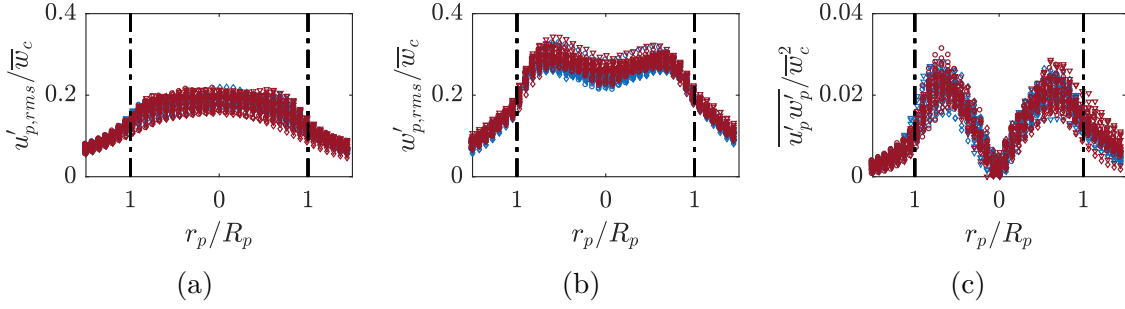 0.4 0.4 0.04
0.2 0.2 0.02
0 0 0
u'_{p,rms}/\overline{w}_c w'_{p,rms}/\overline{w}_c \overline{u'_p w'_p}/\overline{w}_c^2
1 0 1 1 0 1 1 0 1
r_p/R_p r_p/R_p r_p/R_p
(a) (b) (c)